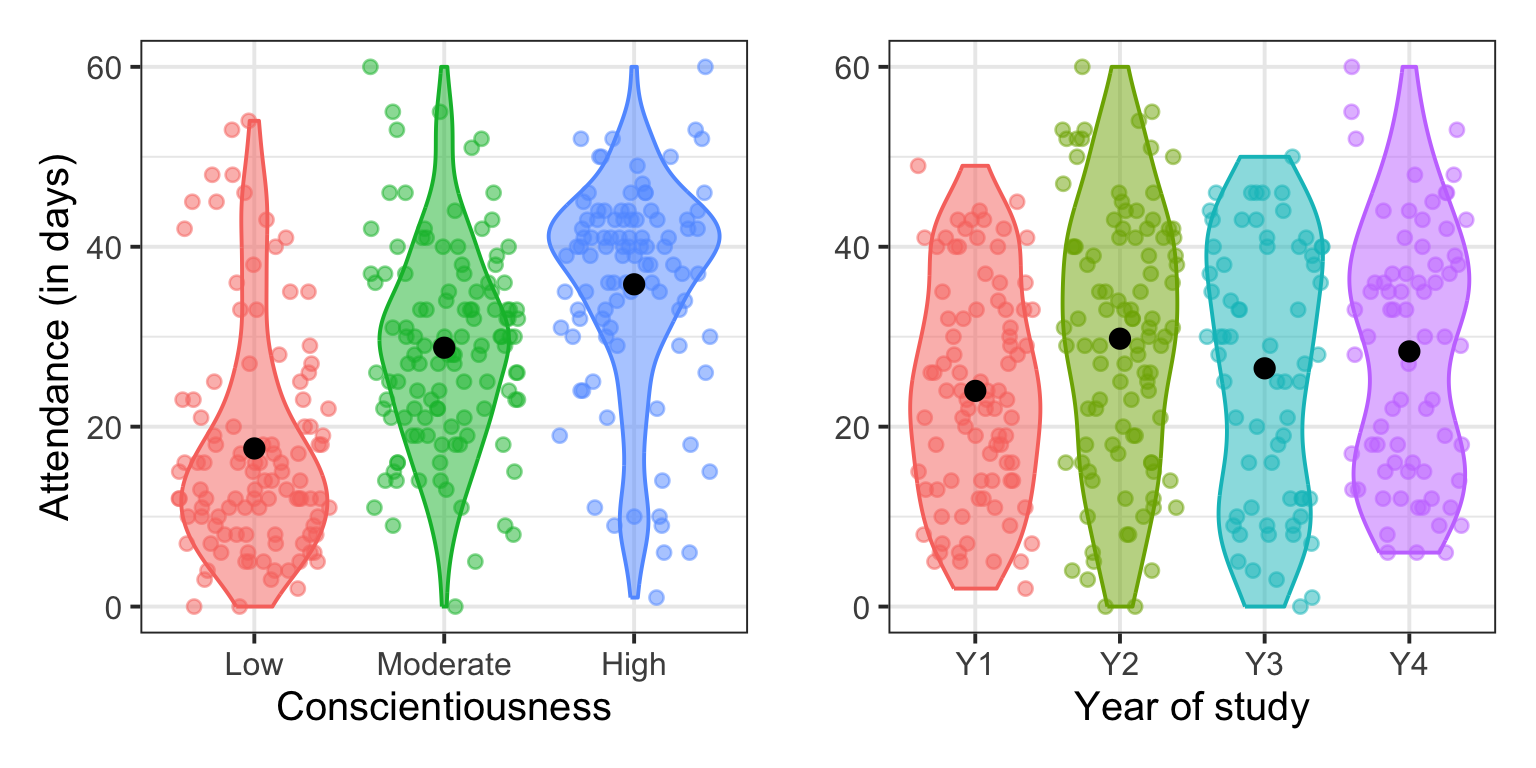 Attendance (in days)
60
40
20
0
Low Moderate High
Conscientiousness
60
40
20
0
Y1 Y2 Y3 Y4
Year of study